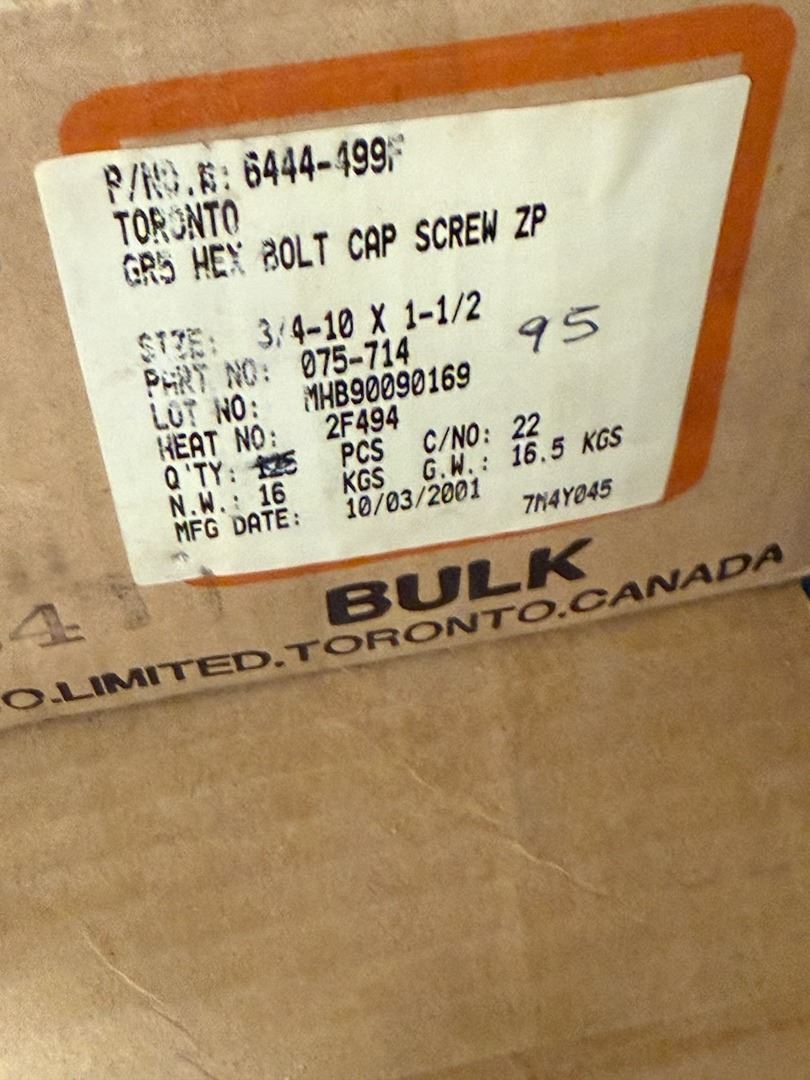 P/NO.E: 6444-499F
TORONTO
GR5 HEX BOLT CAP SCREW ZP
SIZE: 3/4-10 X 1-1/2
95
PART NO: 075-714
LOT NO: MHB90090169
HEAT NO: 2F494
Q'TY: 125 PCS C/NO: 22
N.W.: 16 KGS G.W.: 16.5 KGS
MFG DATE: 10/03/2001 7M4Y045
BULK
O.LIMITED.TORONTO.CANADA